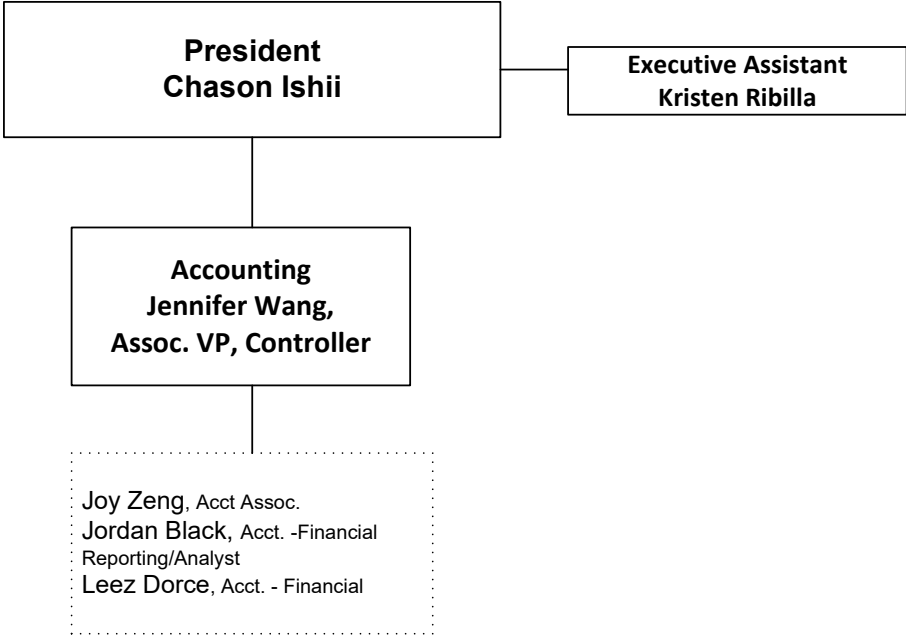 President
Chason Ishii
Executive Assistant
Kristen Ribilla
Accounting
Jennifer Wang,
Assoc. VP, Controller
Joy Zeng, Acct Assoc.
Jordan Black, Acct. -Financial
Reporting/Analyst
Leez Dorce, Acct. - Financial